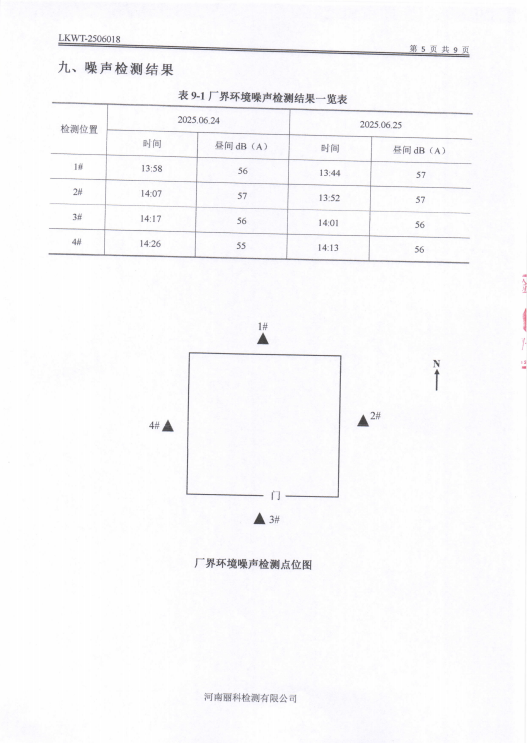 LKWT-2506018
第 5 页 共 9 页
九、噪声检测结果
表 9-1 厂界环境噪声检测结果一览表
检测位置 2025.06.24 2025.06.25
时间 昼间 dB（A） 时间 昼间 dB（A）
1# 13:58 56 13:44 57
2# 14:07 57 13:52 57
3# 14:17 56 14:01 56
4# 14:26 55 14:13 56
1#
N
4#
2#
门
3#
厂界环境噪声检测点位图
河南丽科检测有限公司